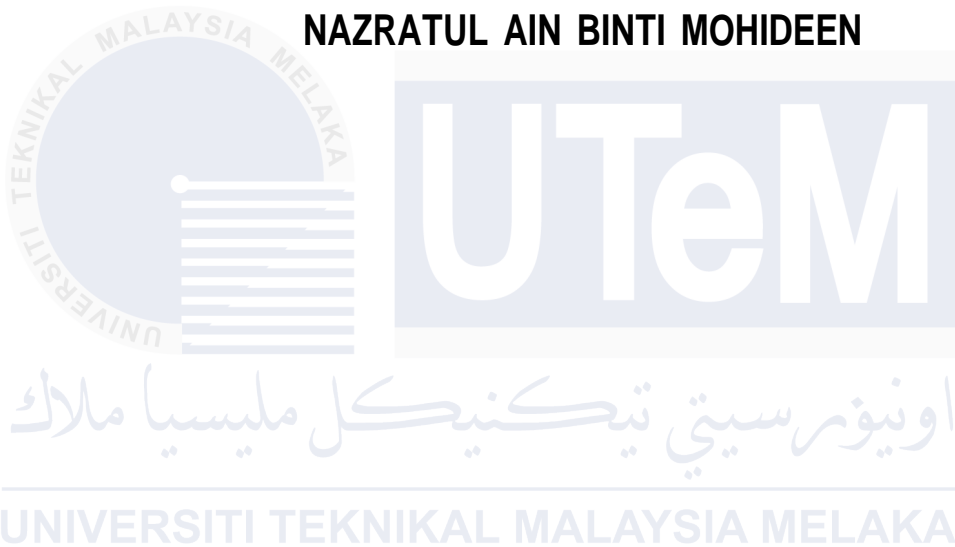 NAZRATUL AIN BINTI MOHIDEEN
UNIVERSITI TEKNIKAL MALAYSIA MELAKA
UTeM
اونيۏرسيتي تيكنيكل مليسيا ملاك
UNIVERSITI TEKNIKAL MALAYSIA MELAKA